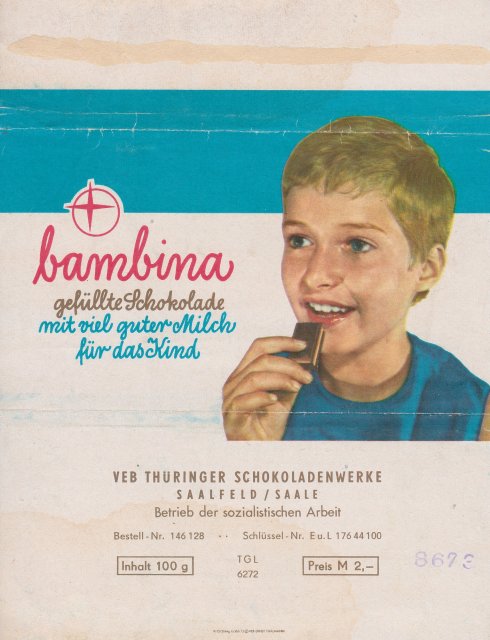 bambina
gefüllte Schokolade
mit viel guter Milch
für das Kind
VEB THÜRINGER SCHOKOLADENWERKE
SAALFELD / SAALE
Betrieb der sozialistischen Arbeit
Bestell-Nr. 146 128 · · Schlüssel-Nr. E u. L 176 44 100
Inhalt 100 g
TGL
6272
Preis M 2,–
8673